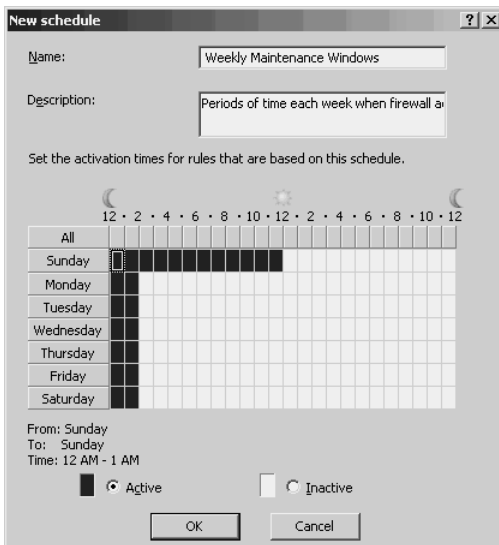 New schedule
? ×
Name:
Weekly Maintenance Windows
Description:
Periods of time each week when firewall
Set the activation times for rules that are based on this schedule.
12 · 2 · 4 · 6 · 8 · 10 · 12 · 2 · 4 · 6 · 8 · 10 · 12
All
Sunday
Monday
Tuesday
Wednesday
Thursday
Friday
Saturday
From: Sunday
To: Sunday
Time: 12 AM - 1 AM
Active
Inactive
OK
Cancel